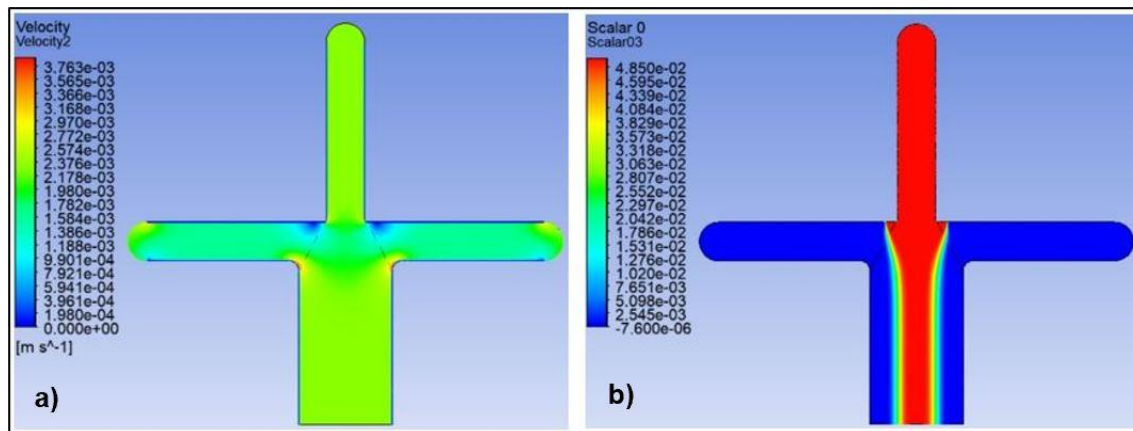 Velocity
Velocity2
3.763e-03
3.565e-03
3.366e-03
3.168e-03
2.970e-03
2.772e-03
2.574e-03
2.376e-03
2.178e-03
1.980e-03
1.782e-03
1.584e-03
1.386e-03
1.188e-03
9.901e-04
7.921e-04
5.941e-04
3.960e-04
1.980e-04
0.000e+00
[m s^-1]
a)
Scalar 0
Scalar03
4.850e-02
4.595e-02
4.339e-02
4.084e-02
3.829e-02
3.573e-02
3.318e-02
3.063e-02
2.807e-02
2.552e-02
2.297e-02
2.042e-02
1.786e-02
1.531e-02
1.276e-02
1.020e-02
7.651e-03
5.098e-03
2.545e-03
-7.600e-06
b)